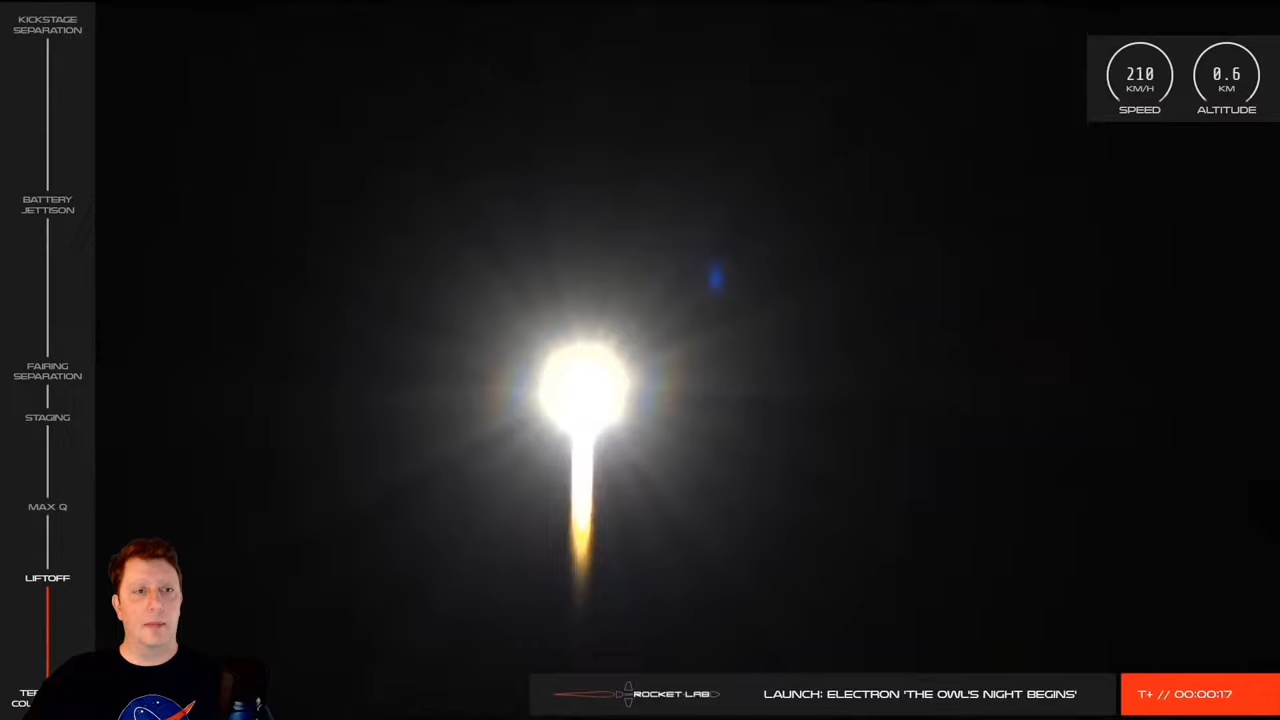 KICKSTAGE
SEPARATION
BATTERY
JETTISON
FAIRING
SEPARATION
STAGING
MAX Q
LIFTOFF
210
KM/H
SPEED
0.6
KM
ALTITUDE
ROCKET LAB
LAUNCH: ELECTRON 'THE OWL'S NIGHT BEGINS'
T+ // 00:00:17